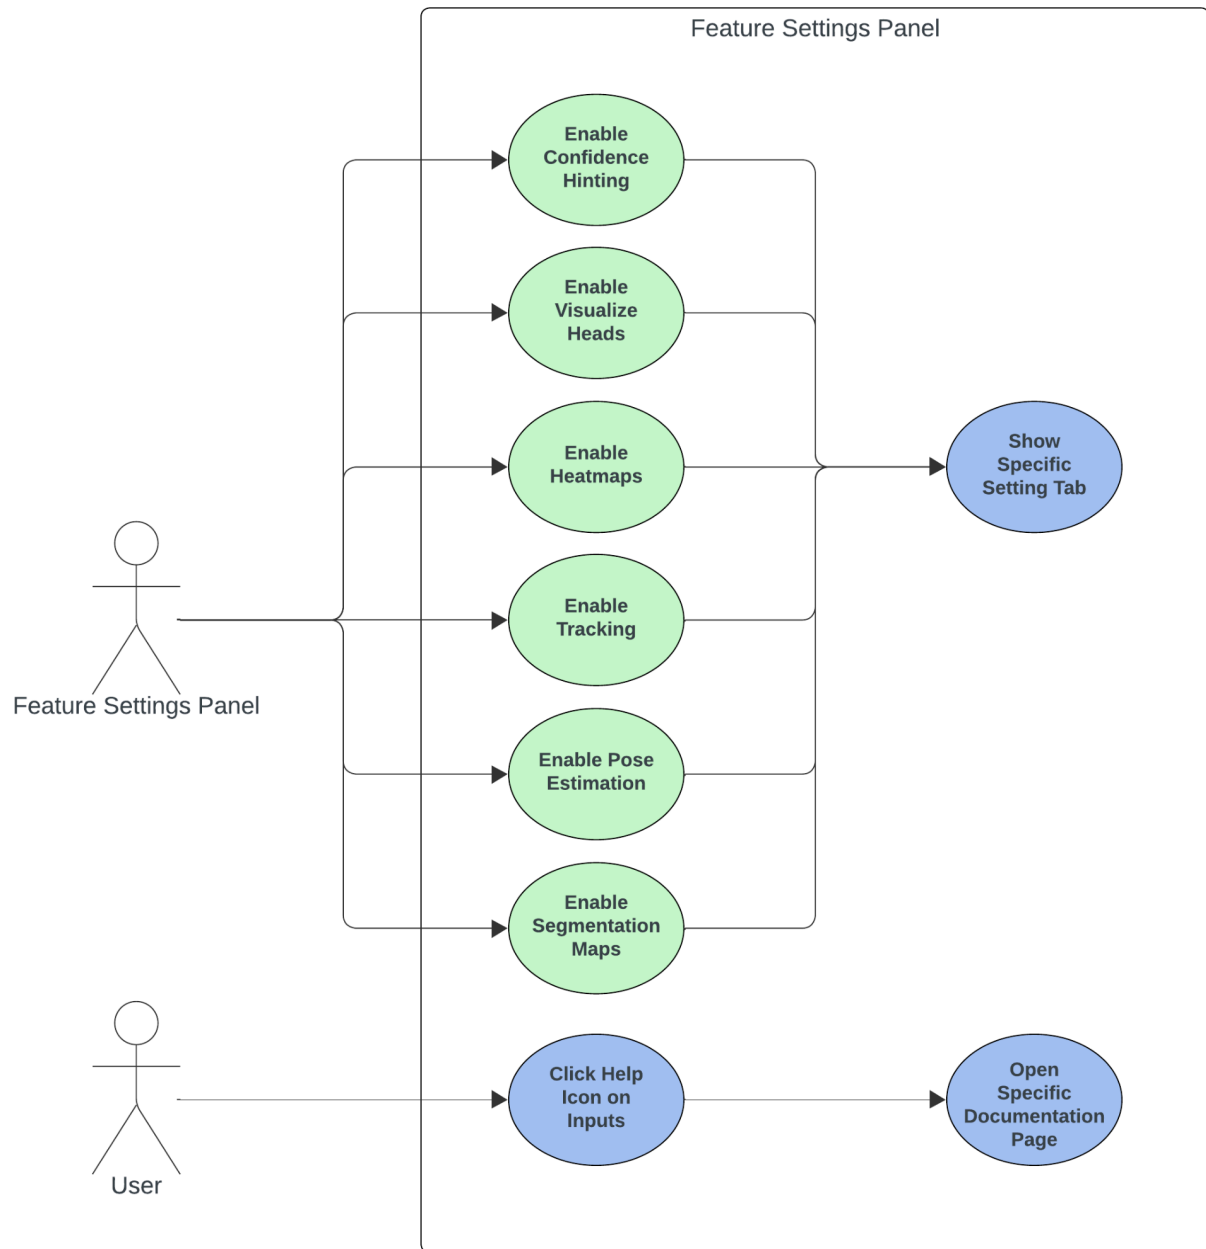 Feature Settings Panel
Enable
Confidence
Hinting
Enable
Visualize
Heads
Enable
Heatmaps
Show
Specific
Setting Tab
Enable
Tracking
Feature Settings Panel
Enable Pose
Estimation
Enable
Segmentation
Maps
Click Help
Icon on
Inputs
Open
Specific
Documentation
Page
User